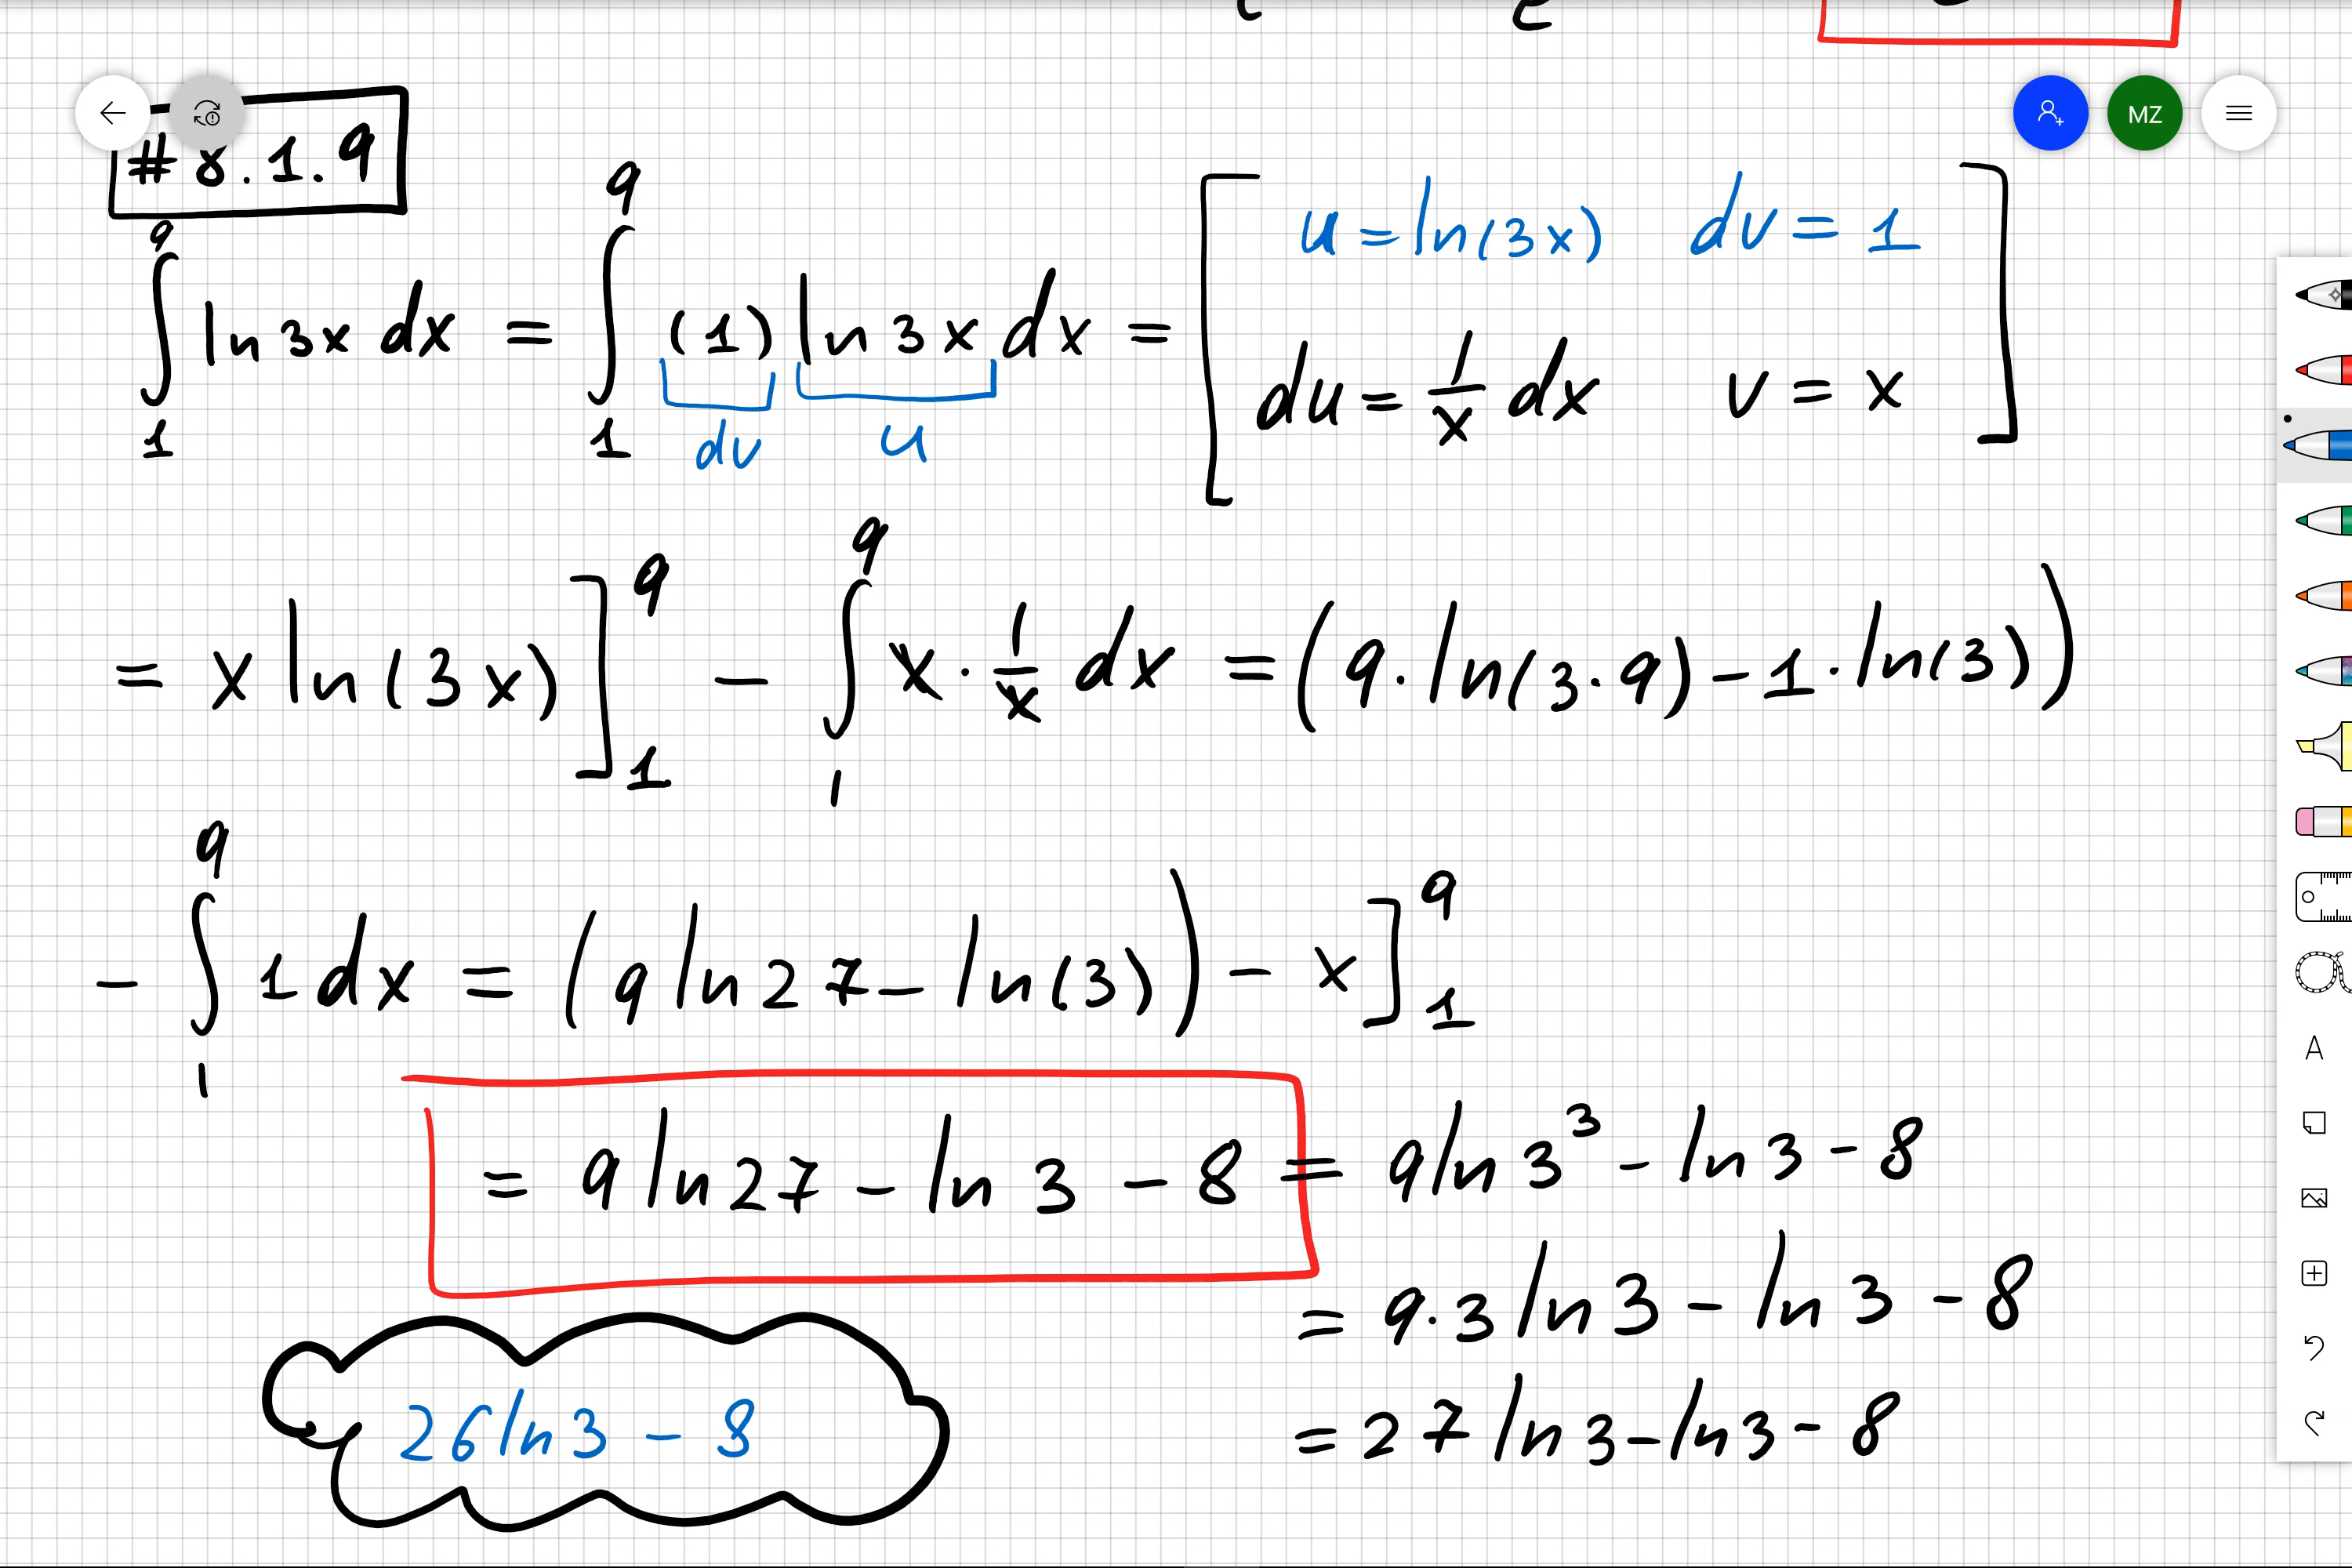 # 8.1.9
MZ
∫₁⁹ ln 3x dx = ∫₁⁹ (1) ln 3x dx = [ u = ln(3x) dv = 1
dv u
du = 1/x dx v = x ]
= x ln(3x) ]₁⁹ − ∫₁⁹ x · 1/x dx = (9 · ln(3·9) − 1 · ln(3))
− ∫₁⁹ 1 dx = (9 ln 27 − ln(3)) − x ]₁⁹
= 9 ln 27 − ln 3 − 8 = 9 ln 3³ − ln 3 − 8
= 9·3 ln 3 − ln 3 − 8
= 27 ln 3 − ln 3 − 8
26 ln 3 − 8
A